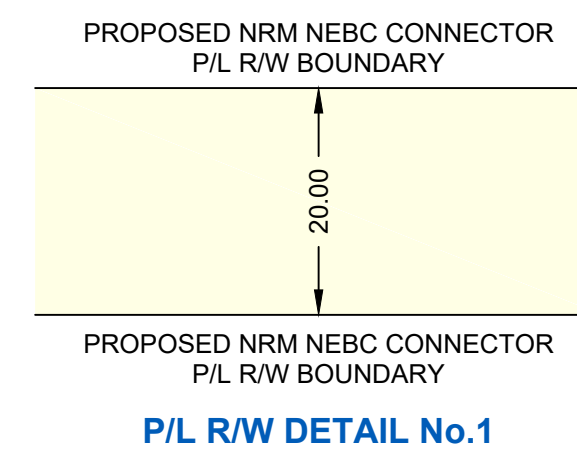 PROPOSED NRM NEBC CONNECTOR
P/L R/W BOUNDARY
20.00
PROPOSED NRM NEBC CONNECTOR
P/L R/W BOUNDARY
P/L R/W DETAIL No.1